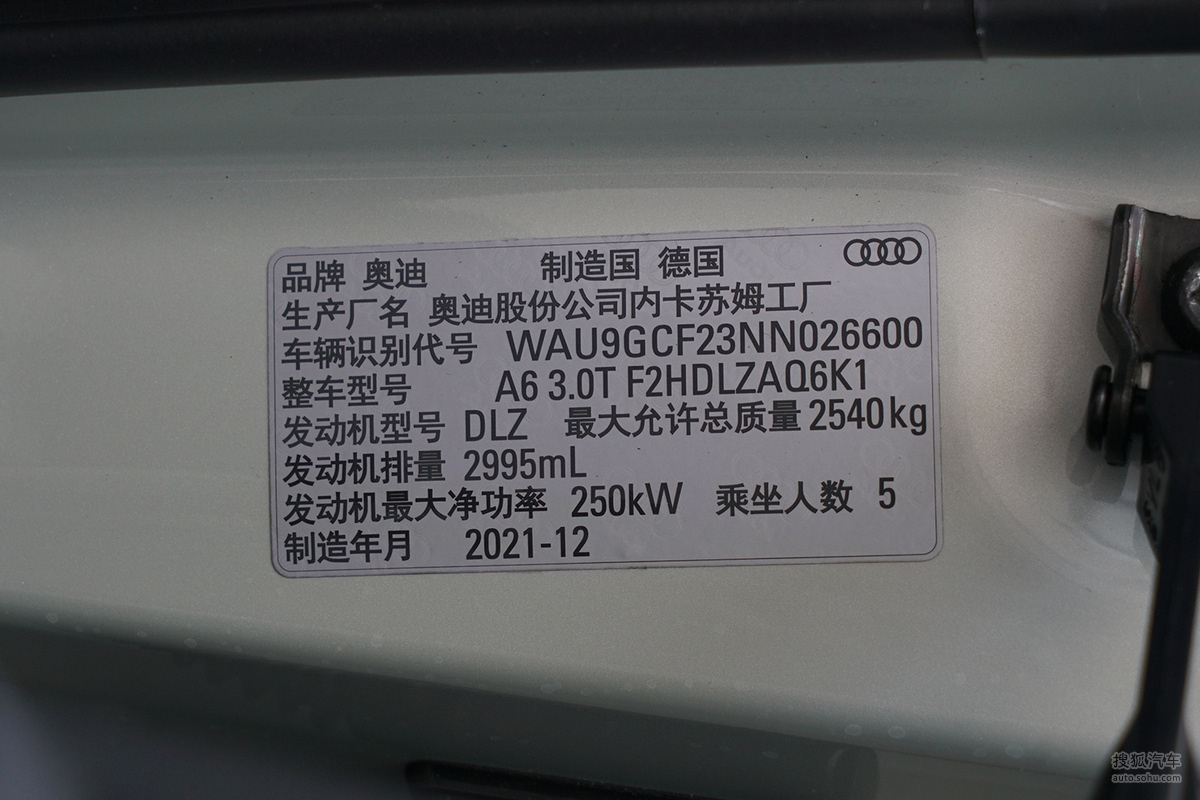 品牌 奥迪 制造国 德国
生产厂名 奥迪股份公司内卡苏姆工厂
车辆识别代号 WAU9GCF23NN026600
整车型号 A6 3.0T F2HDLZAQ6K1
发动机型号 DLZ 最大允许总质量 2540kg
发动机排量 2995mL
发动机最大净功率 250kW 乘坐人数 5
制造年月 2021-12
搜狐汽车
auto.sohu.com